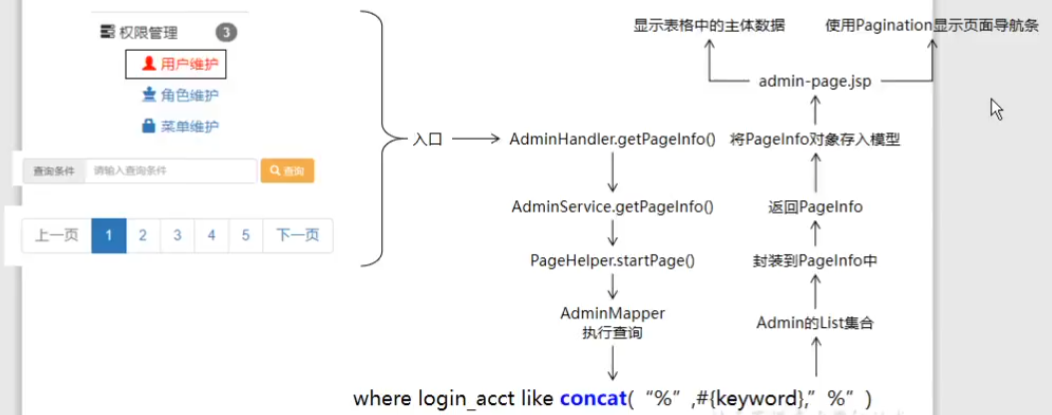 权限管理 3
用户维护
角色维护
菜单维护
查询条件 请输入查询条件 查询
上一页 1 2 3 4 5 下一页
入口
AdminHandler.getPageInfo()
AdminService.getPageInfo()
PageHelper.startPage()
AdminMapper
执行查询
where login_acct like concat(“%”,#{keyword},”%”)
Admin的List集合
封装到PageInfo中
返回PageInfo
将PageInfo对象存入模型
admin-page.jsp
显示表格中的主体数据
使用Pagination显示页面导航条